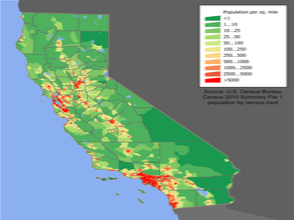 Population per sq. mile
<1
1...10
10...25
25...50
50...100
100...250
250...500
500...1000
1000...2500
2500...5000
>5000
Source: U.S. Census Bureau
Census 2010 Summary File 1
population by census tract